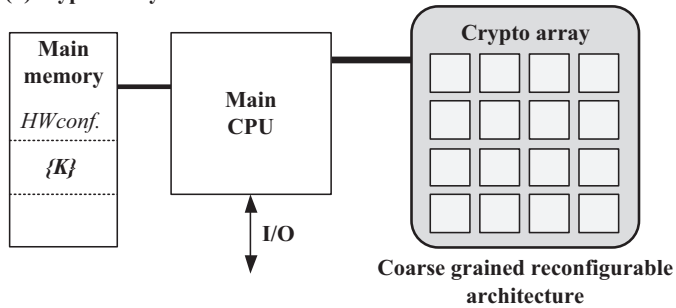 Main
memory
HWconf.
{K}
Main
CPU
I/O
Crypto array
Coarse grained reconfigurable
architecture